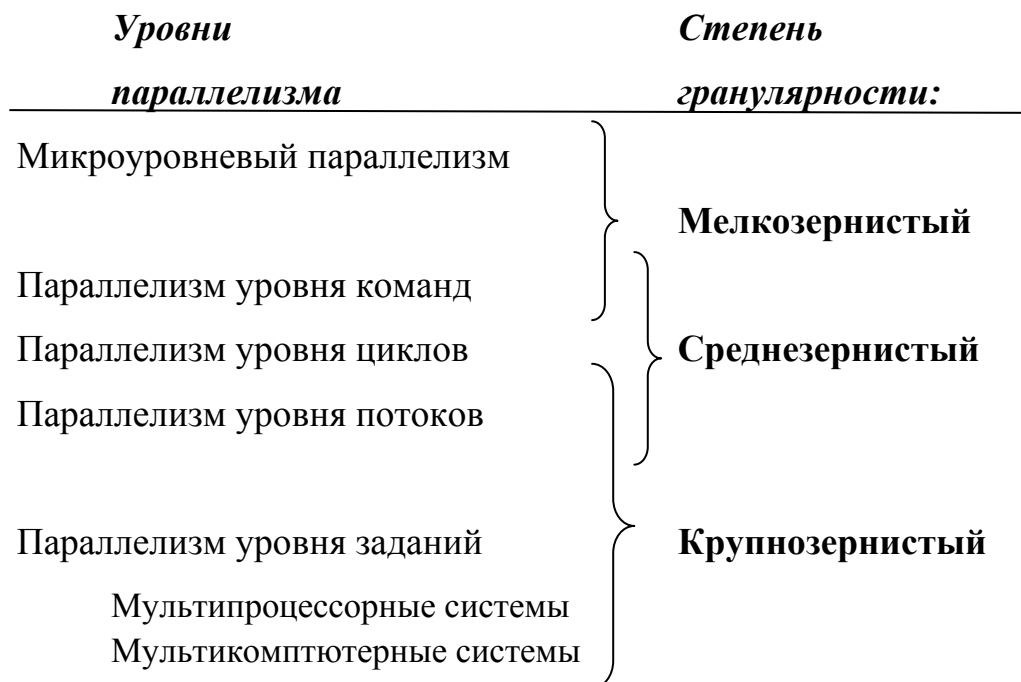 Уровни Степень
параллелизма гранулярности:
Микроуровневый параллелизм
Мелкозернистый
Параллелизм уровня команд
Параллелизм уровня циклов Среднезернистый
Параллелизм уровня потоков
Параллелизм уровня заданий Крупнозернистый
Мультипроцессорные системы
Мультикомптютерные системы